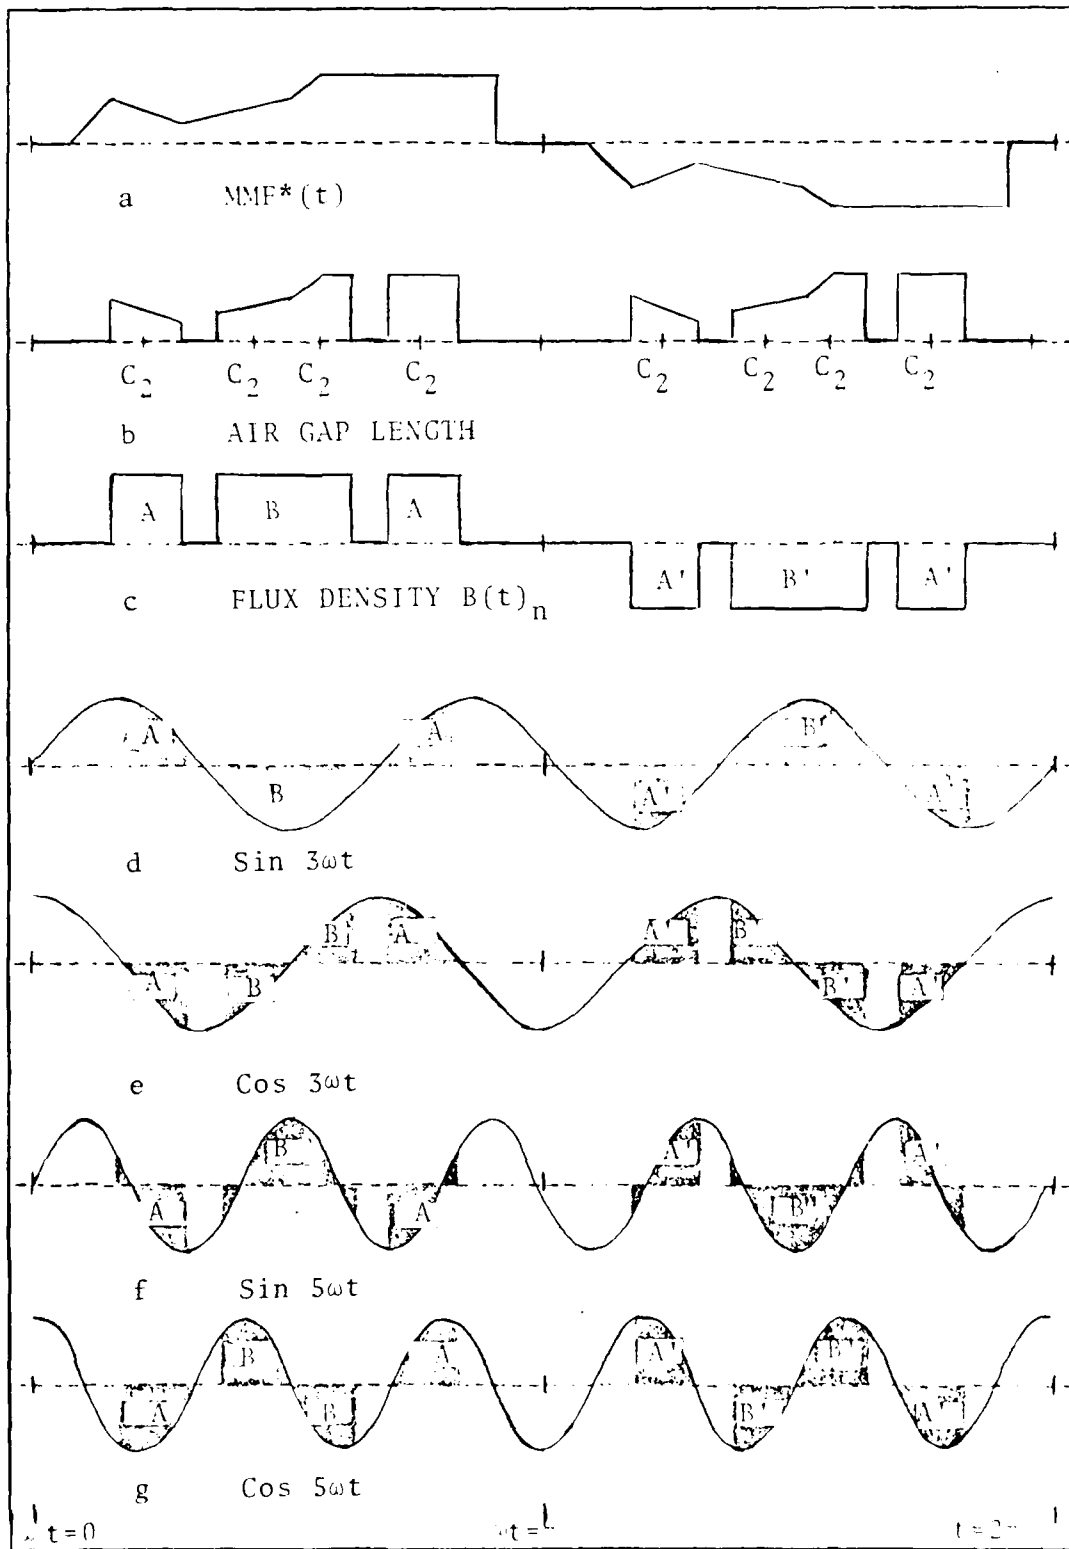 a MMF*(t)
C2 C2 C2 C2 C2 C2 C2 C2
b AIR GAP LENGTH
A B A
A' B' A'
c FLUX DENSITY B(t)n
A A B'
B A' A'
d Sin 3ωt
B A A' B
A B B' A'
e Cos 3ωt
B A' A'
A A B'
f Sin 5ωt
B A A' B'
A B B' A'
g Cos 5ωt
t=0 t= t=2